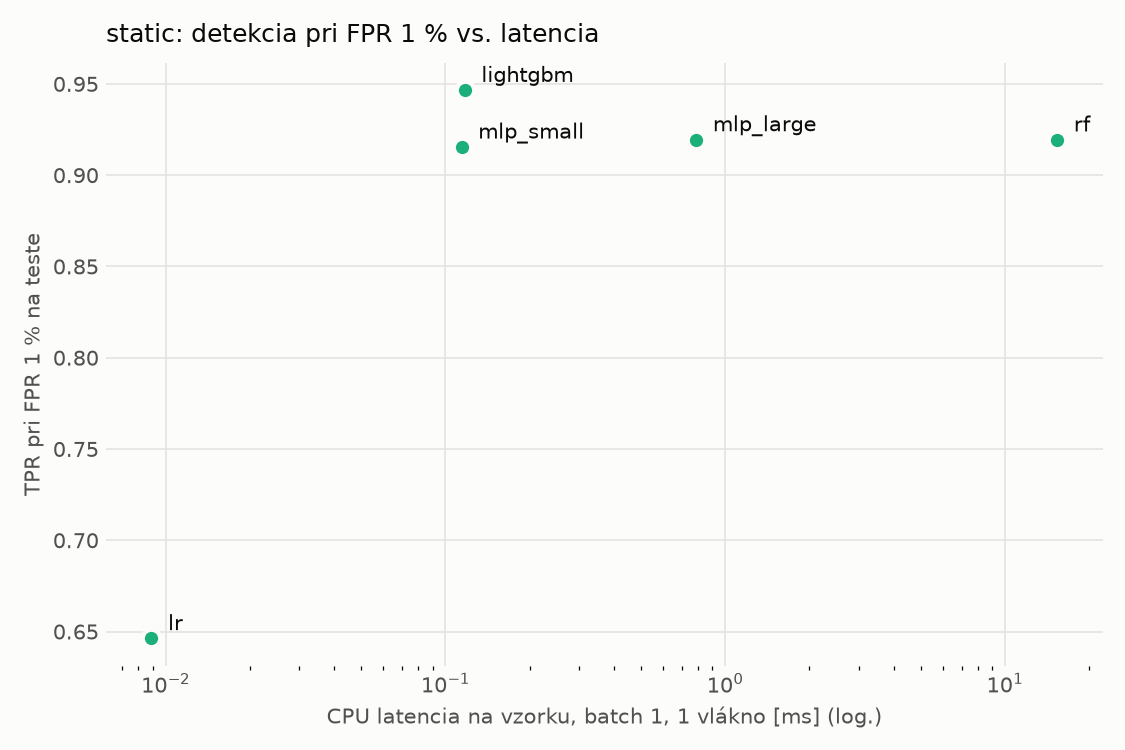 static: detekcia pri FPR 1 % vs. latencia
lightgbm
mlp_small
mlp_large
rf
lr
TPR pri FPR 1 % na teste
0.95
0.90
0.85
0.80
0.75
0.70
0.65
10⁻²
10⁻¹
10⁰
10¹
CPU latencia na vzorku, batch 1, 1 vlákno [ms] (log.)